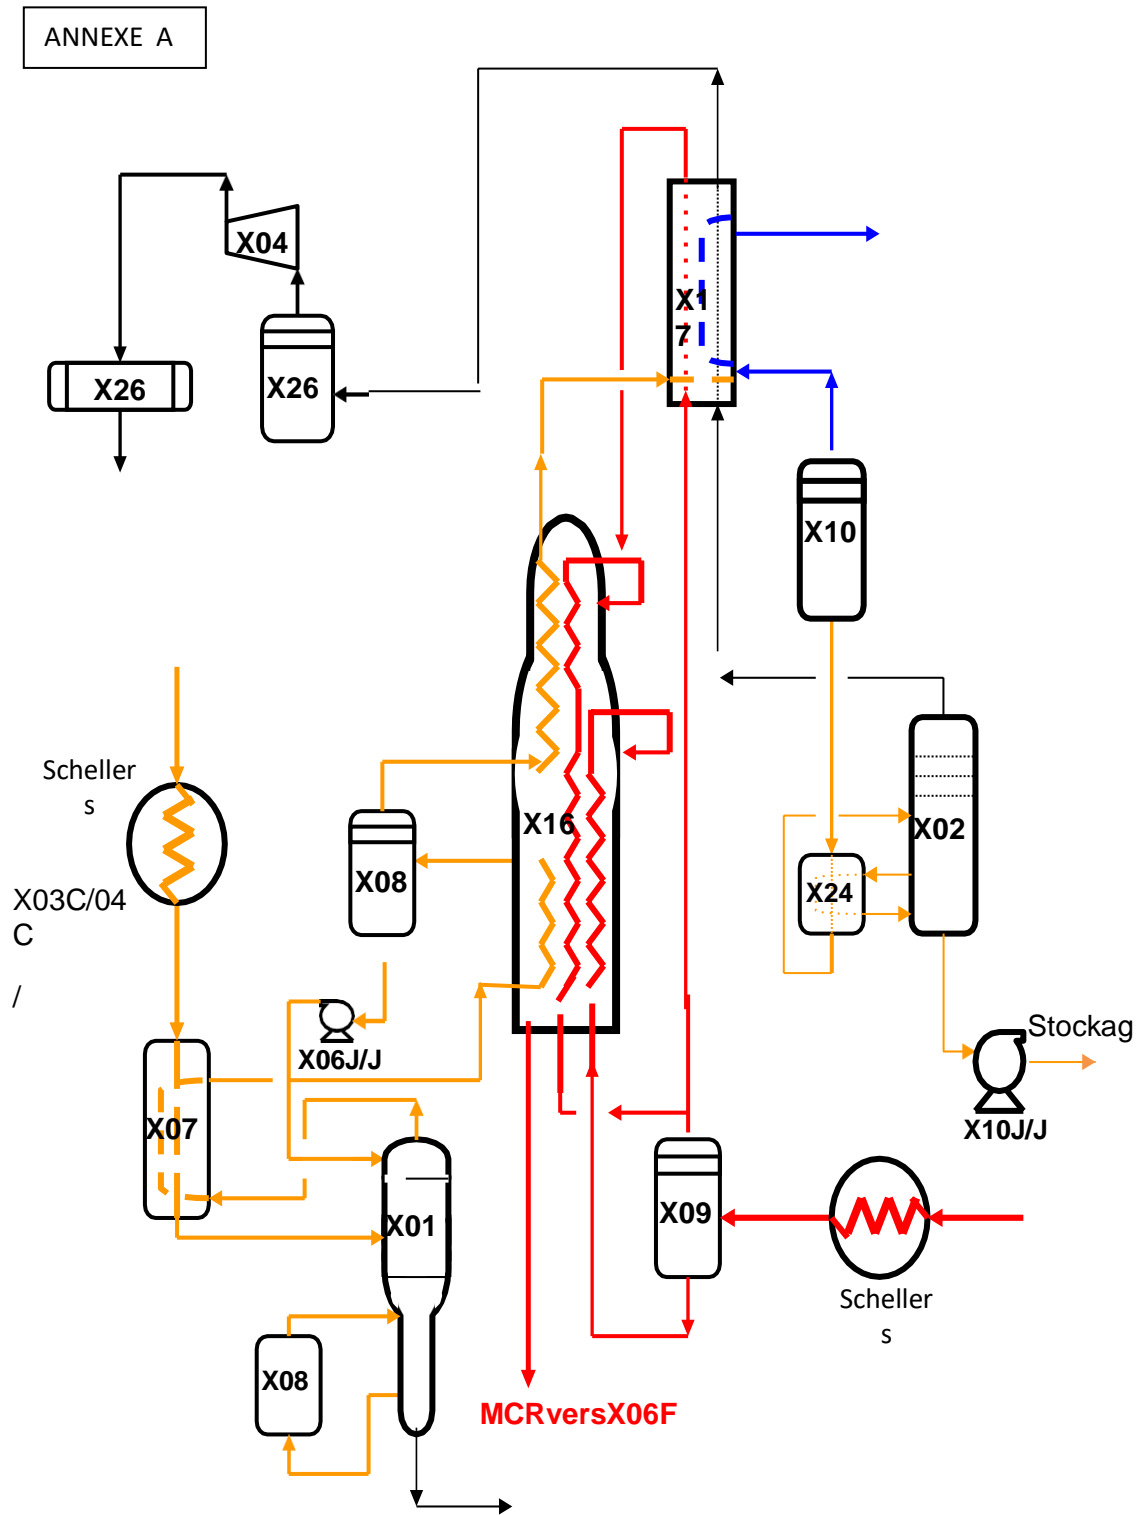 ANNEXE A
X04
X1
7
X26
X26
X10
Scheller
s
X16
X02
X08
X24
X03C/04
C
/
X06J/J
Stockag
X07
X10J/J
X01
X09
Scheller
s
X08
MCRversX06F